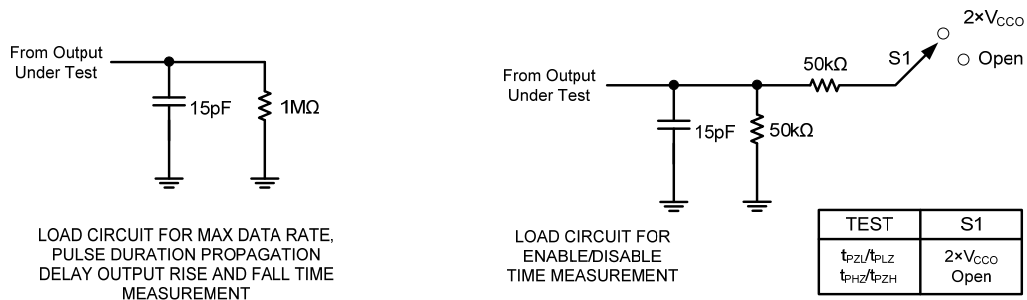 From Output
Under Test
15pF
1MΩ
LOAD CIRCUIT FOR MAX DATA RATE,
PULSE DURATION PROPAGATION
DELAY OUTPUT RISE AND FALL TIME
MEASUREMENT
2×VCCO
S1
Open
50kΩ
From Output
Under Test
15pF
50kΩ
LOAD CIRCUIT FOR
ENABLE/DISABLE
TIME MEASUREMENT
TEST S1
tPZL/tPLZ 2×VCCO
tPHZ/tPZH Open